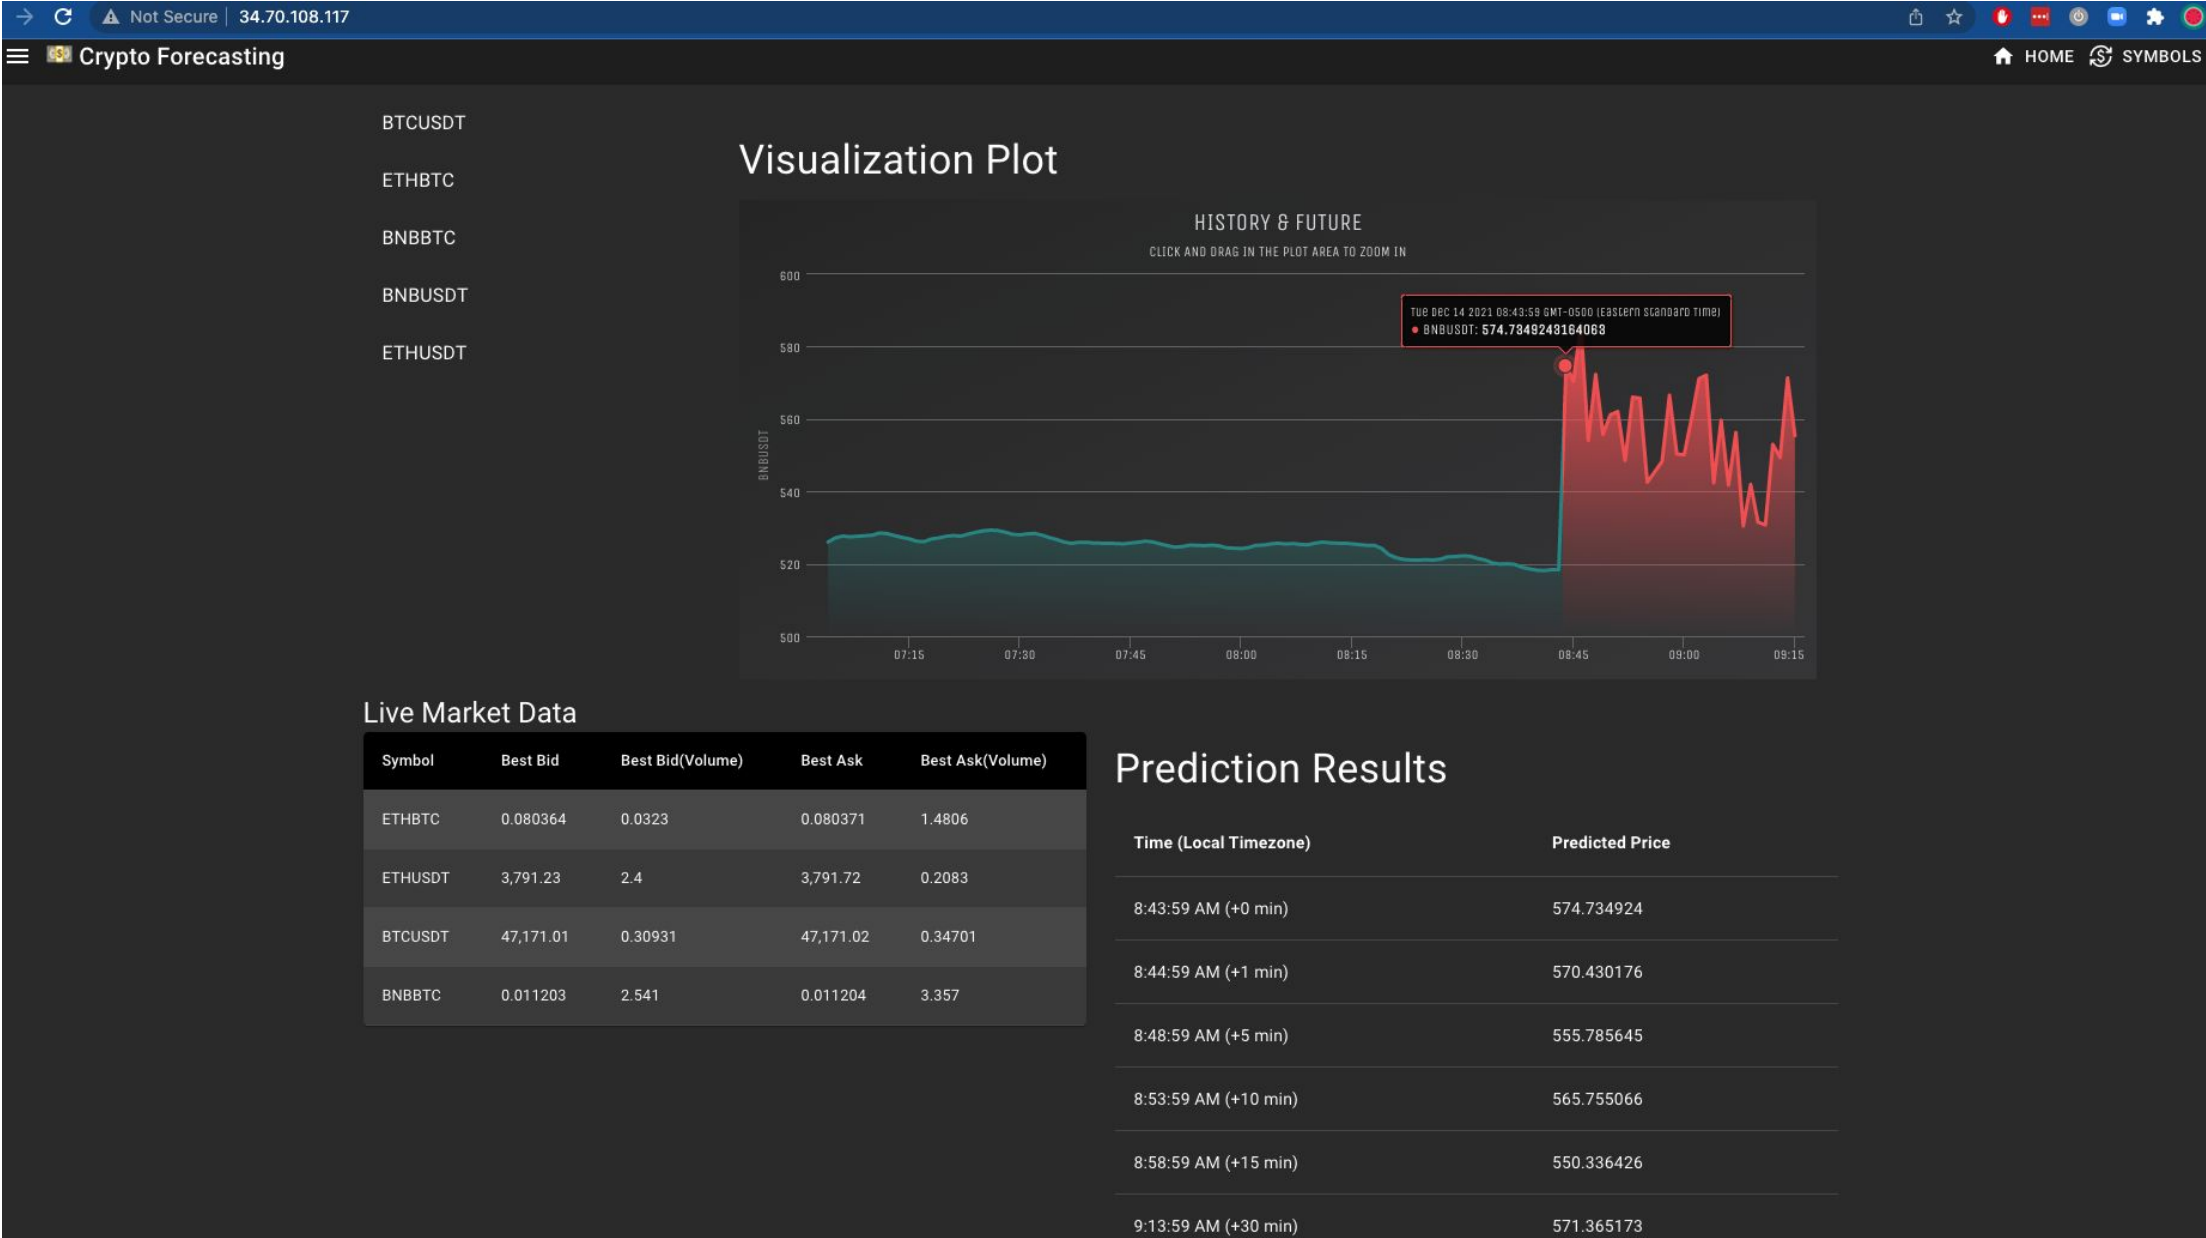 Not Secure | 34.70.108.117
Crypto Forecasting
HOME
SYMBOLS
BTCUSDT
ETHBTC
BNBBTC
BNBUSDT
ETHUSDT
Visualization Plot
HISTORY & FUTURE
CLICK AND DRAG IN THE PLOT AREA TO ZOOM IN
600
580
560
540
520
500
BNBUSDT
Tue Dec 14 2021 08:43:59 GMT-0500 (Eastern Standard Time)
BNBUSDT: 574.7349243164063
07:15 07:30 07:45 08:00 08:15 08:30 08:45 09:00 09:15
Live Market Data
Symbol Best Bid Best Bid(Volume) Best Ask Best Ask(Volume)
ETHBTC 0.080364 0.0323 0.080371 1.4806
ETHUSDT 3,791.23 2.4 3,791.72 0.2083
BTCUSDT 47,171.01 0.30931 47,171.02 0.34701
BNBBTC 0.011203 2.541 0.011204 3.357
Prediction Results
Time (Local Timezone) Predicted Price
8:43:59 AM (+0 min) 574.734924
8:44:59 AM (+1 min) 570.430176
8:48:59 AM (+5 min) 555.785645
8:53:59 AM (+10 min) 565.755066
8:58:59 AM (+15 min) 550.336426
9:13:59 AM (+30 min) 571.365173